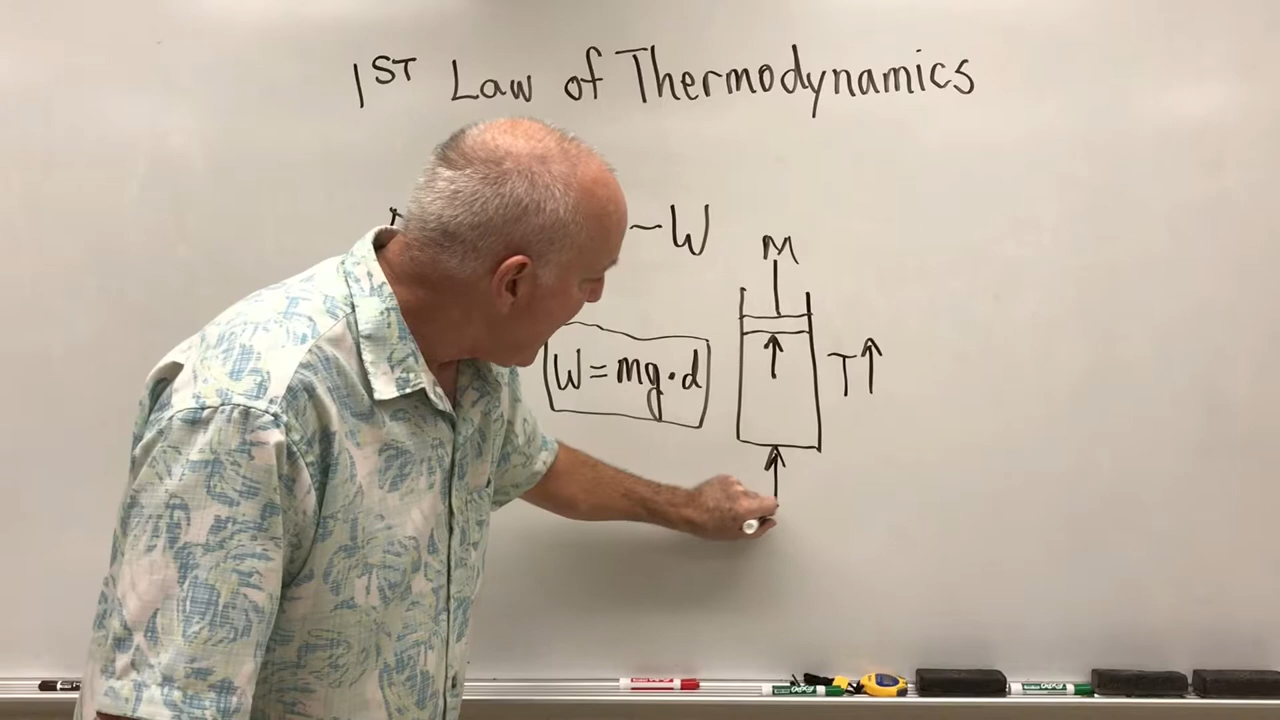 1ST Law of Thermodynamics
~W
M
W = mg·d
T↑